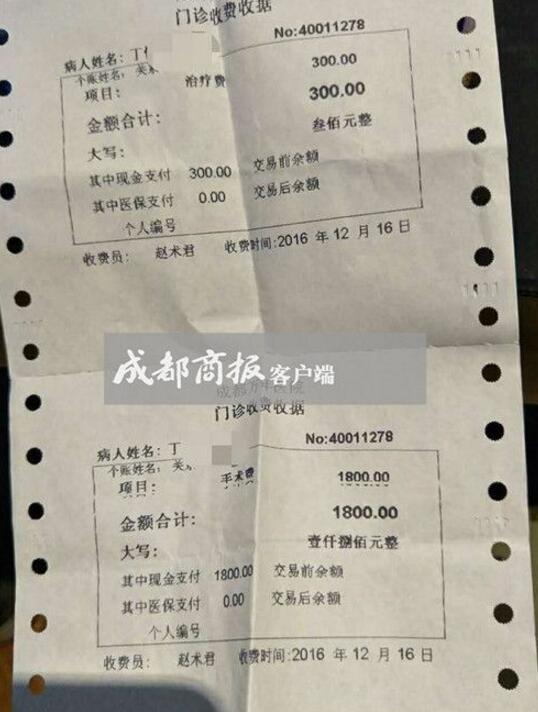 门诊收费收据
No:40011278
病人姓名：丁
个账姓名：关
项目： 治疗费 300.00
金额合计： 300.00
大写： 叁佰元整
其中现金支付 300.00 交易前余额
其中医保支付 0.00 交易后余额
个人编号
收费员： 赵术君 收费时间:2016 年 12 月 16 日
成都商报客户端
门诊收费收据
No:40011278
病人姓名：丁
个账姓名：关
项目： 手术费 1800.00
金额合计： 1800.00
大写： 壹仟捌佰元整
其中现金支付 1800.00 交易前余额
其中医保支付 0.00 交易后余额
个人编号
收费员： 赵术君 收费时间:2016 年 12 月 16 日